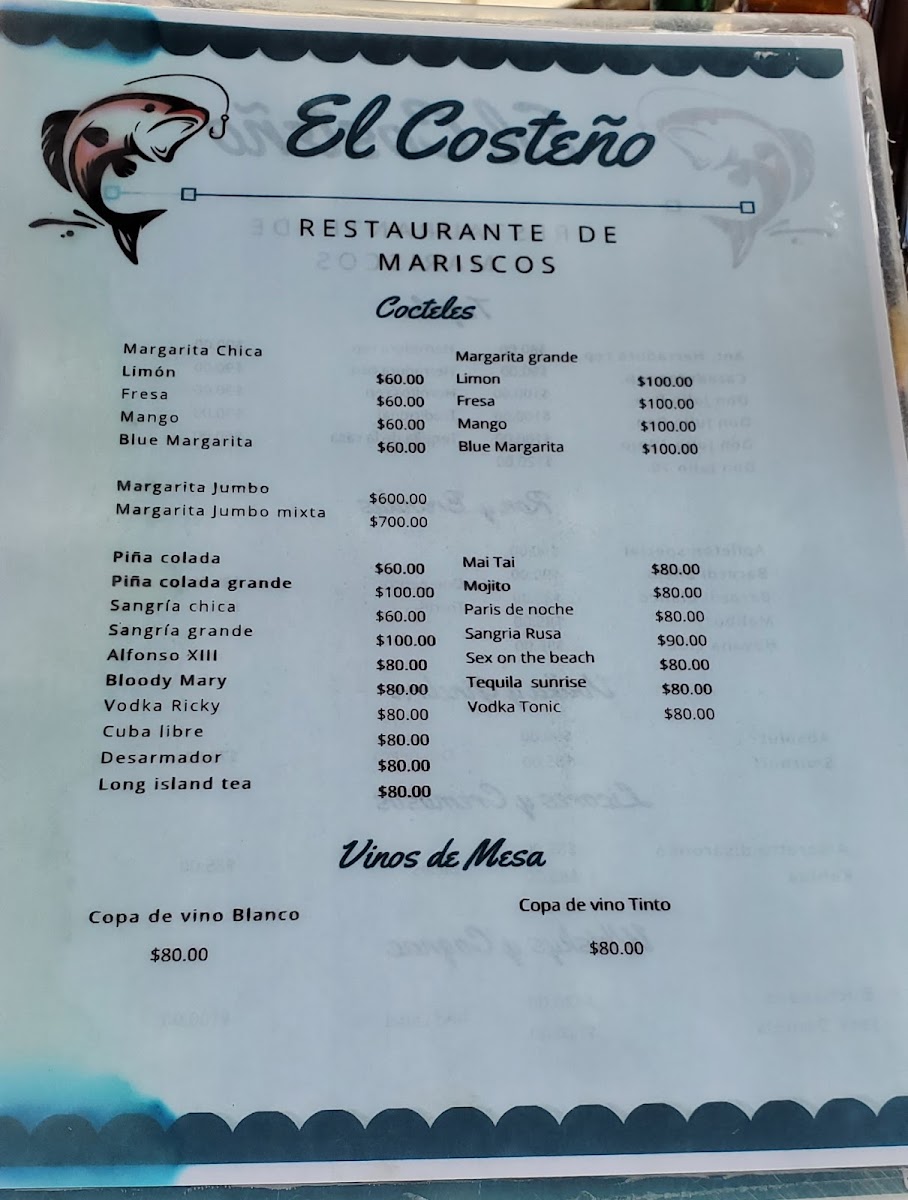 El Costeño
RESTAURANTE DE
MARISCOS
Cocteles
Margarita Chica
Limón $60.00
Fresa $60.00
Mango $60.00
Blue Margarita $60.00
Margarita grande
Limon $100.00
Fresa $100.00
Mango $100.00
Blue Margarita $100.00
Margarita Jumbo $600.00
Margarita Jumbo mixta $700.00
Piña colada $60.00
Piña colada grande $100.00
Sangría chica $60.00
Sangría grande $100.00
Alfonso XIII $80.00
Bloody Mary $80.00
Vodka Ricky $80.00
Cuba libre $80.00
Desarmador $80.00
Long island tea $80.00
Mai Tai $80.00
Mojito $80.00
Paris de noche $80.00
Sangria Rusa $90.00
Sex on the beach $80.00
Tequila sunrise $80.00
Vodka Tonic $80.00
Vinos de Mesa
Copa de vino Blanco
$80.00
Copa de vino Tinto
$80.00